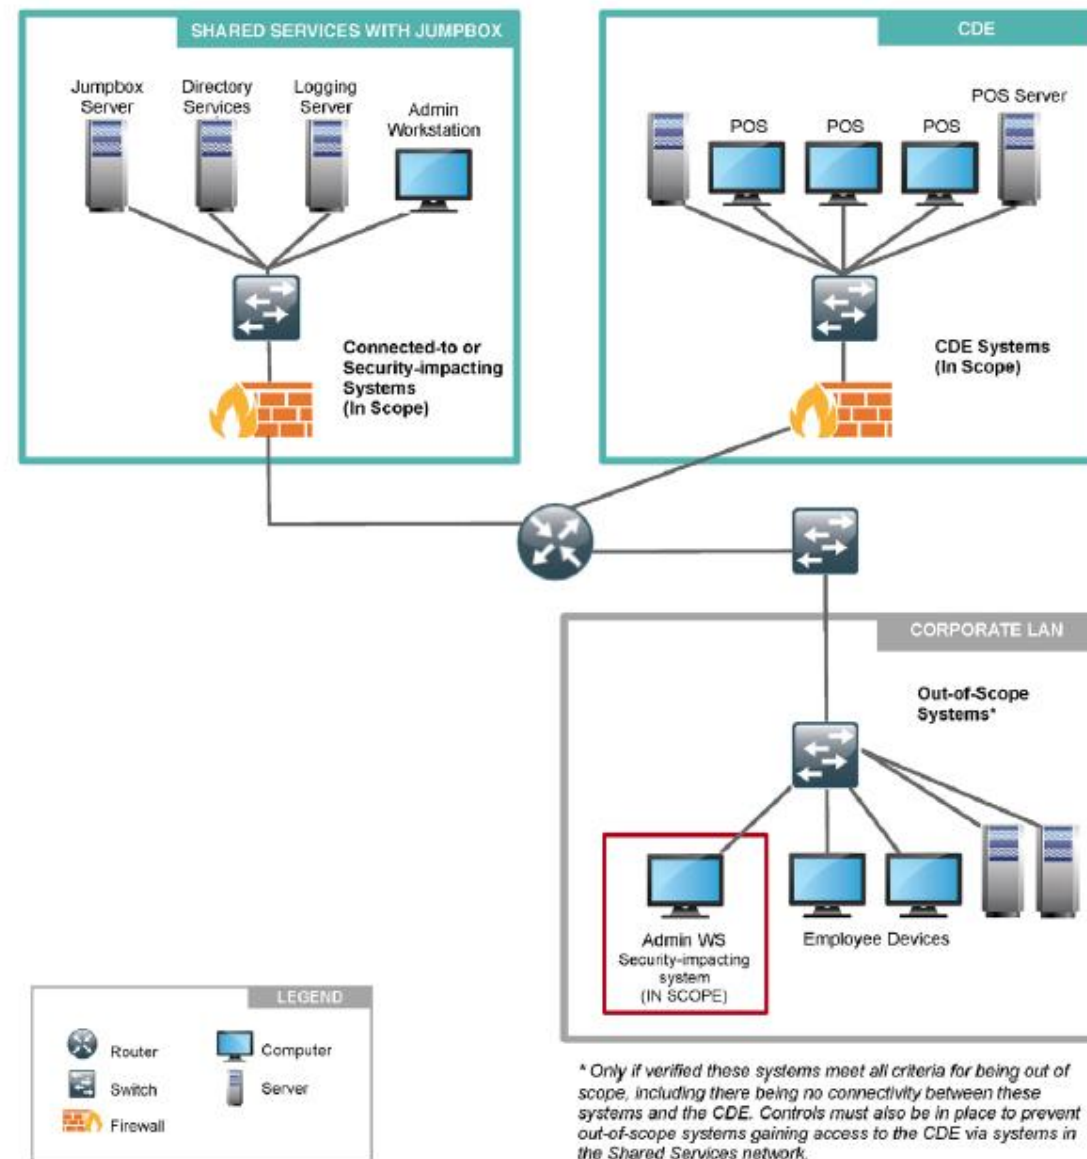 SHARED SERVICES WITH JUMPBOX
Jumpbox
Server
Directory
Services
Logging
Server
Admin
Workstation
Connected-to or
Security-impacting
Systems
(In Scope)
CDE
POS
POS
POS
POS Server
CDE Systems
(In Scope)
CORPORATE LAN
Out-of-Scope
Systems*
Admin WS
Security-impacting
system
(IN SCOPE)
Employee Devices
LEGEND
Router
Computer
Switch
Server
Firewall
* Only if verified these systems meet all criteria for being out of
scope, including there being no connectivity between these
systems and the CDE. Controls must also be in place to prevent
out-of-scope systems gaining access to the CDE via systems in
the Shared Services network.